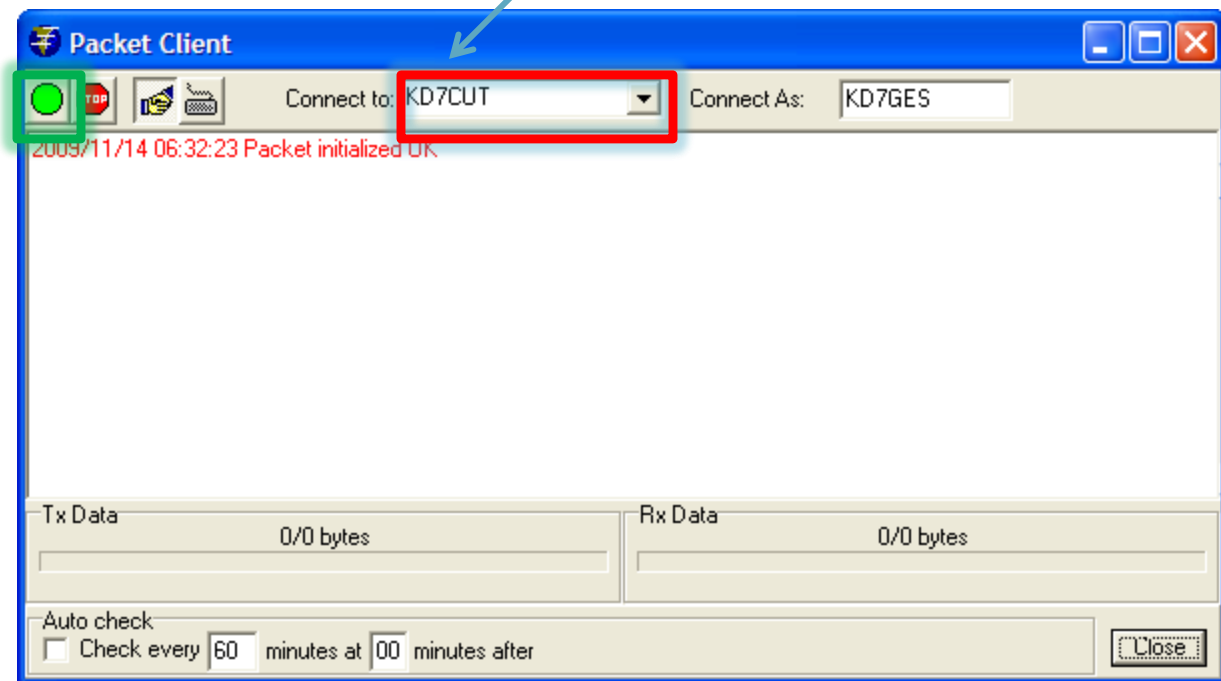 Packet Client
STOP
Connect to: KD7CUT
Connect As: KD7GES
2009/11/14 06:32:23 Packet initialized OK
Tx Data
0/0 bytes
Rx Data
0/0 bytes
Auto check
Check every 60 minutes at 00 minutes after
Close